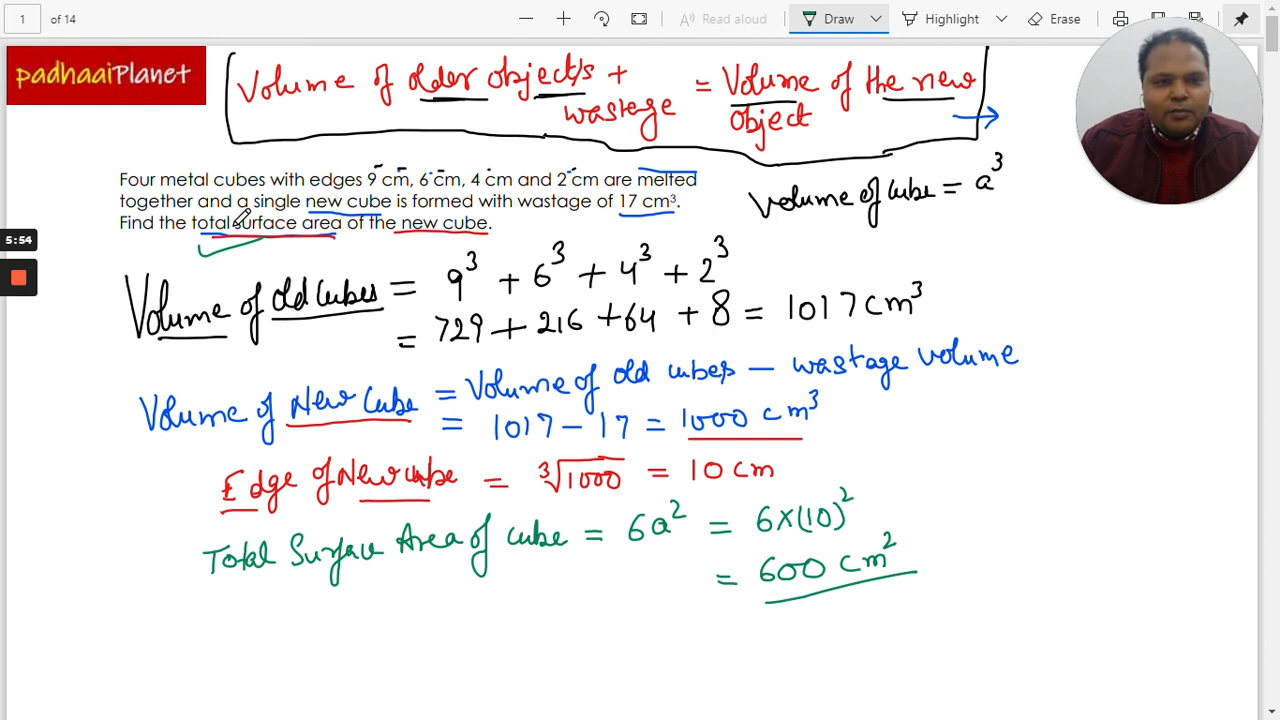 1 of 14
Read aloud
Draw
Highlight
Erase
padhaaiPlanet
Volume of older object/s + wastage = Volume of the new object
Four metal cubes with edges 9 cm, 6 cm, 4 cm and 2 cm are melted
together and a single new cube is formed with wastage of 17 cm³.
Find the total surface area of the new cube.
Volume of cube = a³
5:54
Volume of old cubes = 9³ + 6³ + 4³ + 2³
= 729 + 216 + 64 + 8 = 1017 cm³
Volume of New Cube = Volume of old cubes - wastage volume
= 1017 - 17 = 1000 cm³
Edge of New cube = ³√1000 = 10 cm
Total Surface Area of cube = 6a² = 6×(10)²
= 600 cm²